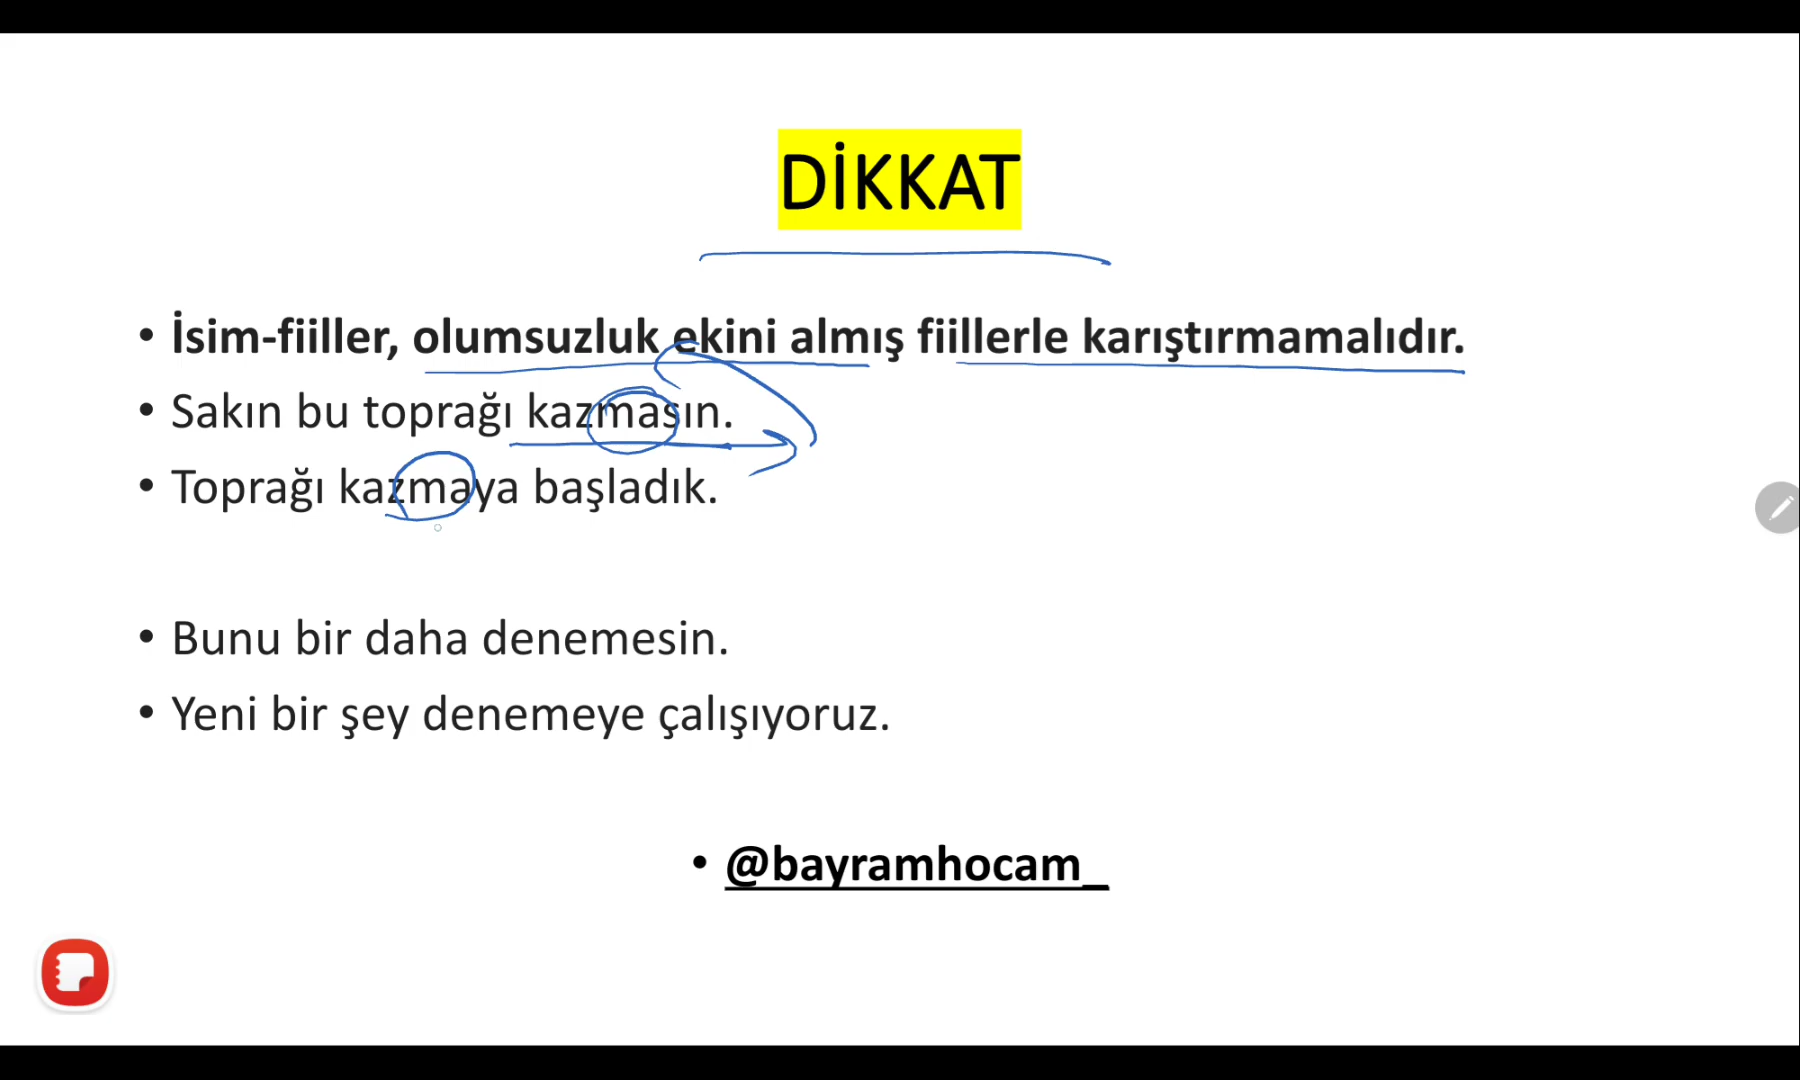 DİKKAT
• İsim-fiiller, olumsuzluk ekini almış fiillerle karıştırmamalıdır.
• Sakın bu toprağı kazmasın.
• Toprağı kazmaya başladık.
• Bunu bir daha denemesin.
• Yeni bir şey denemeye çalışıyoruz.
• @bayramhocam_